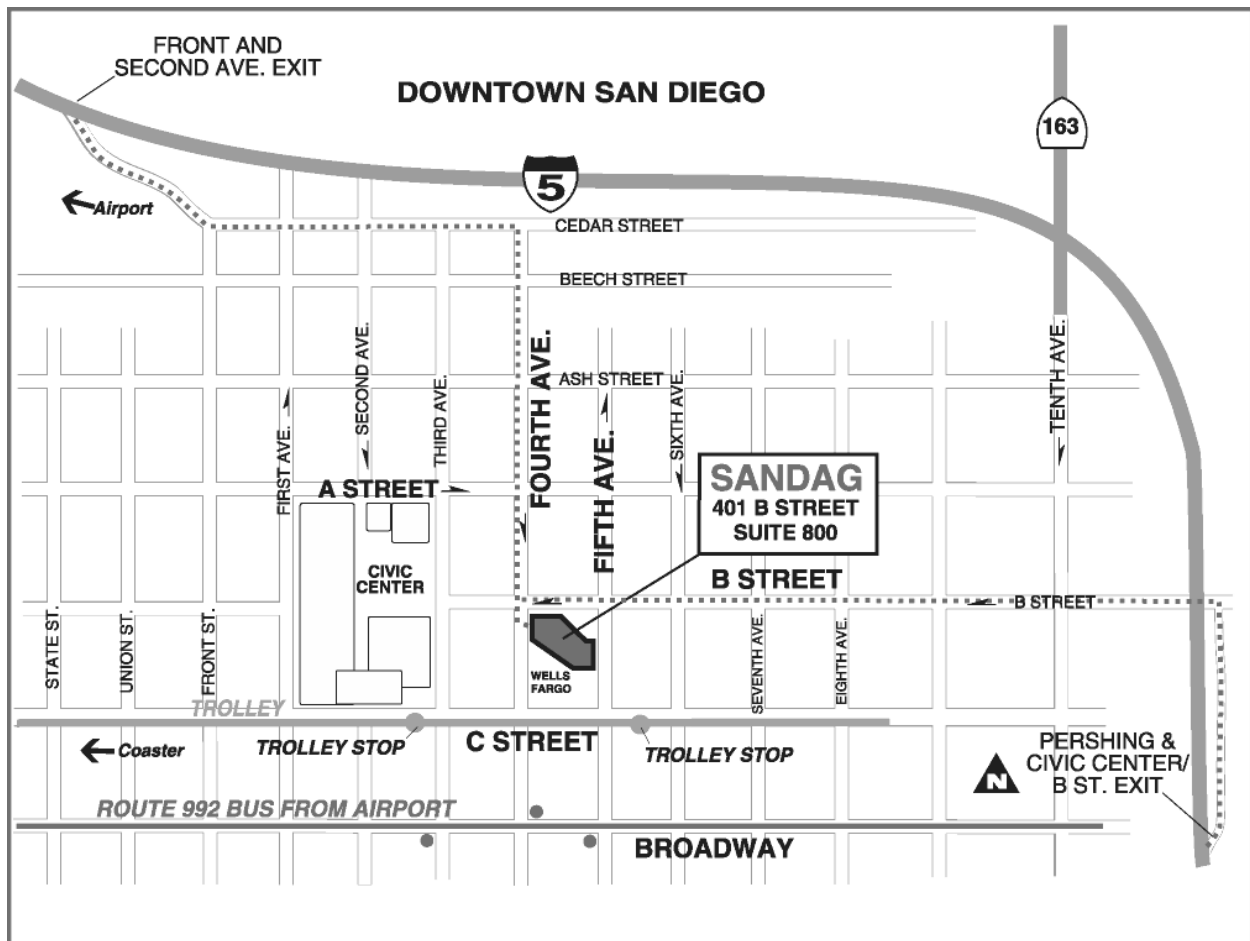 FRONT AND
SECOND AVE. EXIT
DOWNTOWN SAN DIEGO
163
5
Airport
CEDAR STREET
BEECH STREET
SECOND AVE.
FOURTH AVE.
ASH STREET
TENTH AVE.
THIRD AVE.
SIXTH AVE.
FIRST AVE.
FIFTH AVE.
A STREET
SANDAG
401 B STREET
SUITE 800
CIVIC
CENTER
B STREET
B STREET
STATE ST.
UNION ST.
FRONT ST.
SEVENTH AVE.
EIGHTH AVE.
WELLS
FARGO
TROLLEY
TROLLEY STOP
C STREET
TROLLEY STOP
Coaster
PERSHING &
CIVIC CENTER/
B ST. EXIT
N
ROUTE 992 BUS FROM AIRPORT
BROADWAY